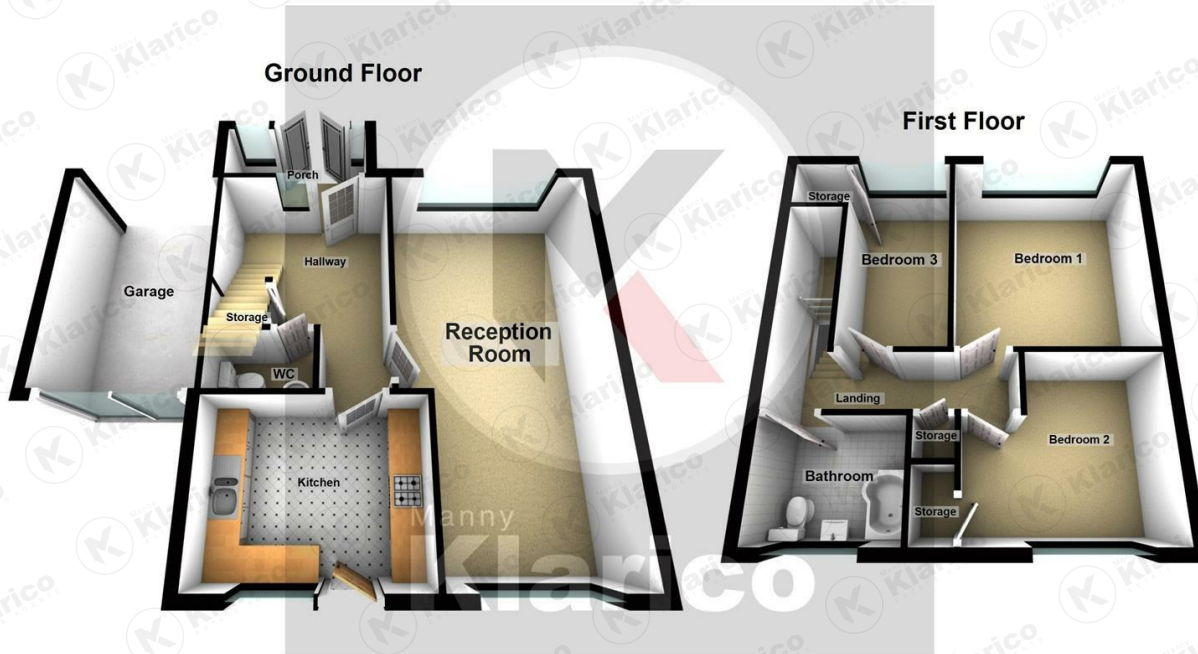 Ground Floor
First Floor
Porch
Hallway
Garage
Storage
WC
Reception
Room
Kitchen
Storage
Bedroom 3
Bedroom 1
Landing
Storage
Bedroom 2
Bathroom
Storage
Manny
Klarico